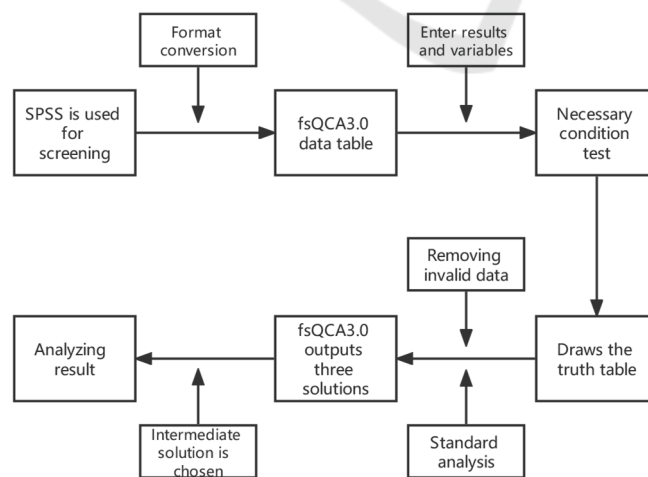 Format
conversion
Enter results
and variables
SPSS is used
for
screening
fsQCA3.0
data table
Necessary
condition
test
Removing
invalid data
Analyzing
result
fsQCA3.0
outputs
three
solutions
Draws the
truth table
Intermediate
solution is
chosen
Standard
analysis